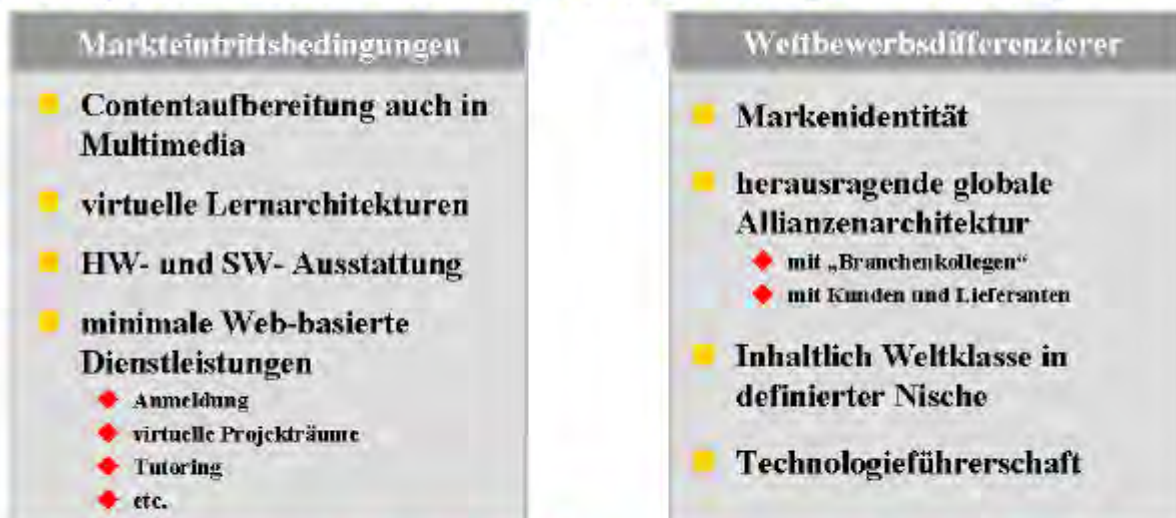 Markteintrittsbedingungen
Contentaufbereitung auch in
Multimedia
virtuelle Lernarchitekturen
HW- und SW- Ausstattung
minimale Web-basierte
Dienstleistungen
Anmeldung
virtuelle Projekträume
Tutoring
etc.
Wettbewerbsdifferenzierer
Markenidentität
herausragende globale
Allianzenarchitektur
mit „Branchenkollegen“
mit Kunden und Lieferanten
Inhaltlich Weltklasse in
definierter Nische
Technologieführerschaft